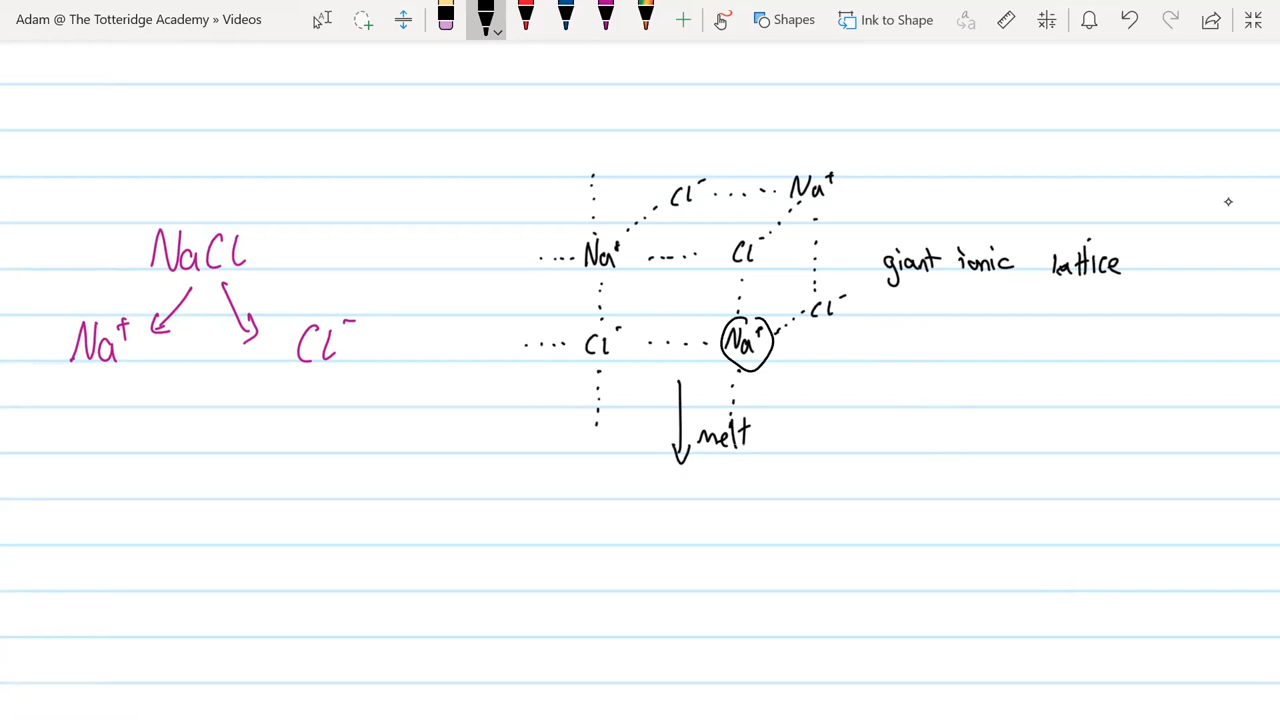 Adam @ The Totteridge Academy » Videos
Shapes
Ink to Shape
Cl⁻ ..... Na⁺
.... Na⁺ ..... Cl⁻
giant ionic lattice
NaCl
Na⁺ Cl⁻
Cl⁻
.... Cl⁻ ..... Na⁺
melt